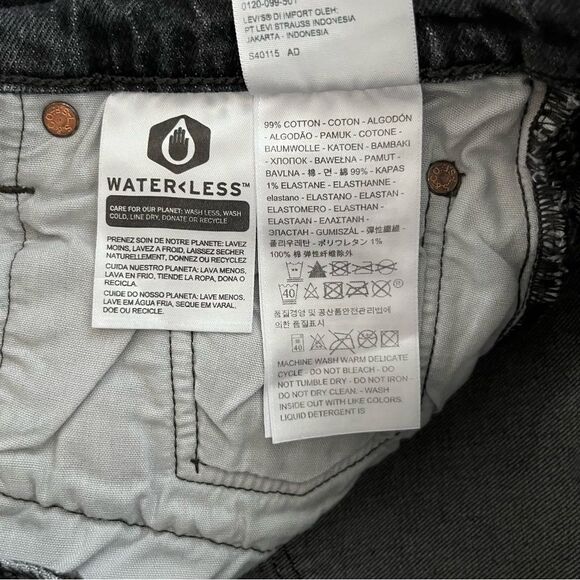 0120-099-501
LEVI'S® DI IMPORT OLEH:
PT LEVI STRAUSS INDONESIA
JAKARTA - INDONESIA
S40115 AD
WATER<LESS™
CARE FOR OUR PLANET: WASH LESS, WASH
COLD, LINE DRY, DONATE OR RECYCLE
PRENEZ SOIN DE NOTRE PLANETE: LAVEZ
MOINS, LAVEZ A FROID, LAISSEZ SECHER
NATURELLEMENT, DONNEZ OU RECYCLEZ
CUIDA NUESTRO PLANETA: LAVA MENOS,
LAVA EN FRIO, TIENDE LA ROPA, DONA O
RECICLA.
CUIDE DO NOSSO PLANETA: LAVE MENOS,
LAVE EM ÁGUA FRIA, SEQUE EM VARAL,
DOE OU RECICLE.
99% COTTON - COTON - ALGODÓN
- ALGODÃO - PAMUK - COTONE -
BAUMWOLLE - KATOEN - BAMBAKI
- ХЛОПОК - BAWEŁNA - PAMUT -
BAVLNA - 棉 - 면 - 綿 99% - KAPAS
1% ELASTANE - ELASTHANNE -
elastano - ELASTANO - ELASTAN -
ELASTOMERO - ELASTHAN -
ELASTAAN - ΕΛΑΣΤΑΝΗ -
ЭЛАСТАН - GUMISZÁL - 彈性纖維 -
폴리우레탄 - ポリウレタン 1%
100% 棉 弹性纤维除外
40
품질경영 및 공산품안전관리법에
의한 품질표시
40
MACHINE WASH WARM DELICATE
CYCLE - DO NOT BLEACH - DO
NOT TUMBLE DRY - DO NOT IRON -
DO NOT DRY CLEAN. - WASH
INSIDE OUT WITH LIKE COLORS.
LIQUID DETERGENT IS